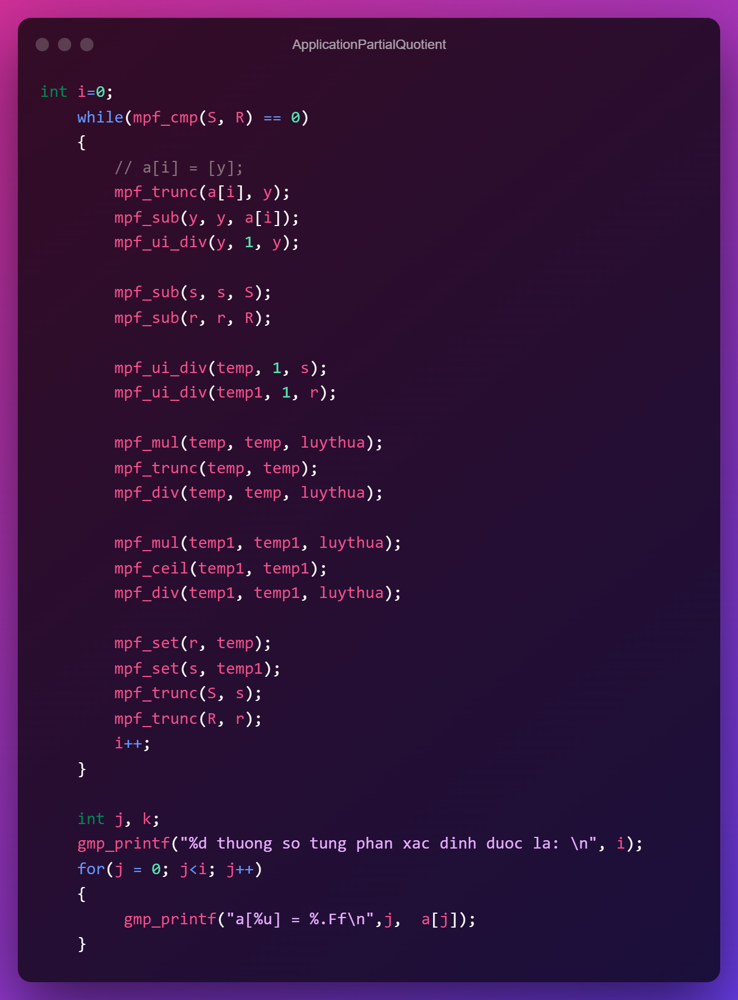 ApplicationPartialQuotient
int i=0;
while(mpf_cmp(S, R) == 0)
{
// a[i] = [y];
mpf_trunc(a[i], y);
mpf_sub(y, y, a[i]);
mpf_ui_div(y, 1, y);
mpf_sub(s, s, S);
mpf_sub(r, r, R);
mpf_ui_div(temp, 1, s);
mpf_ui_div(temp1, 1, r);
mpf_mul(temp, temp, luythua);
mpf_trunc(temp, temp);
mpf_div(temp, temp, luythua);
mpf_mul(temp1, temp1, luythua);
mpf_ceil(temp1, temp1);
mpf_div(temp1, temp1, luythua);
mpf_set(r, temp);
mpf_set(s, temp1);
mpf_trunc(S, s);
mpf_trunc(R, r);
i++;
}
int j, k;
gmp_printf("%d thuong so tung phan xac dinh duoc la: \n", i);
for(j = 0; j<i; j++)
{
gmp_printf("a[%u] = %.Ff\n",j,  a[j]);
}